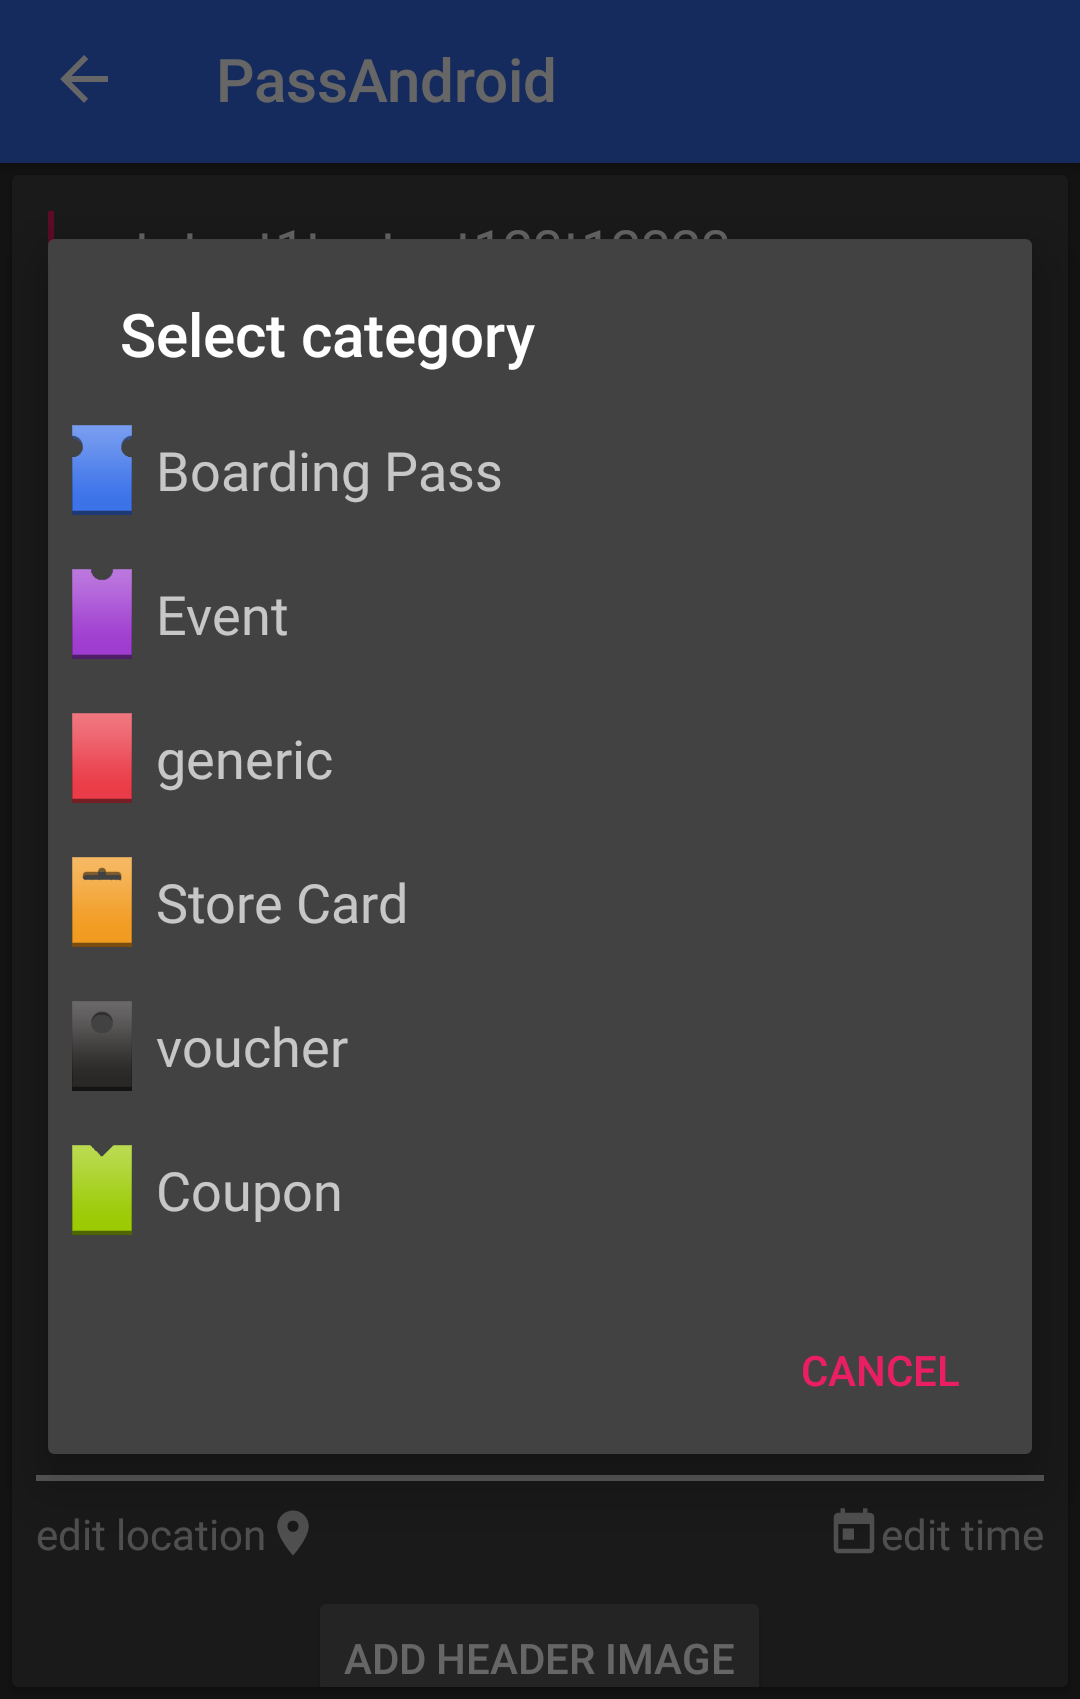 PassAndroid
Select category
Boarding Pass
Event
generic
Store Card
voucher
Coupon
CANCEL
edit location
edit time
ADD HEADER IMAGE